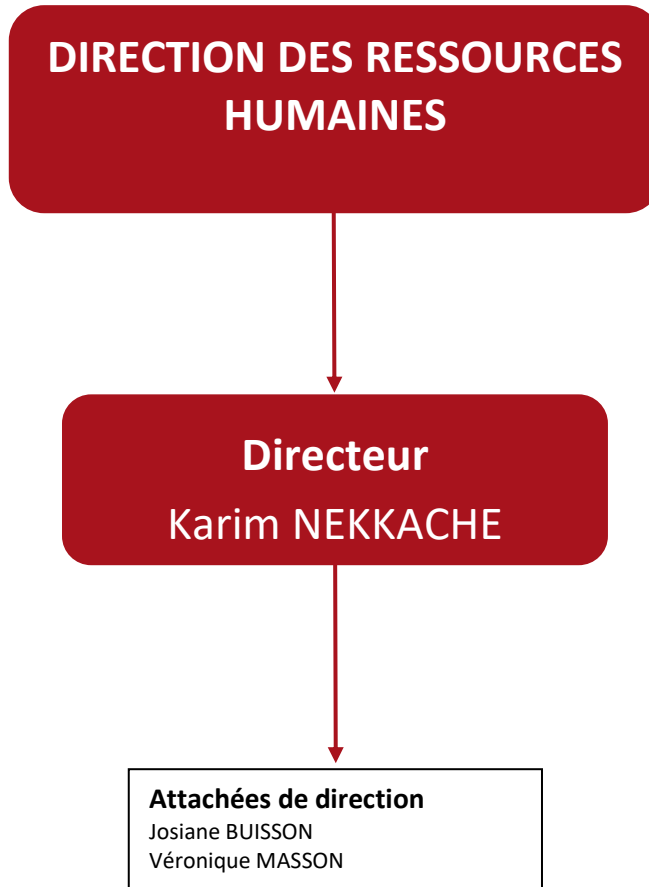 DIRECTION DES RESSOURCES
HUMAINES
Directeur
Karim NEKKACHE
Attachées de direction
Josiane BUISSON
Véronique MASSON